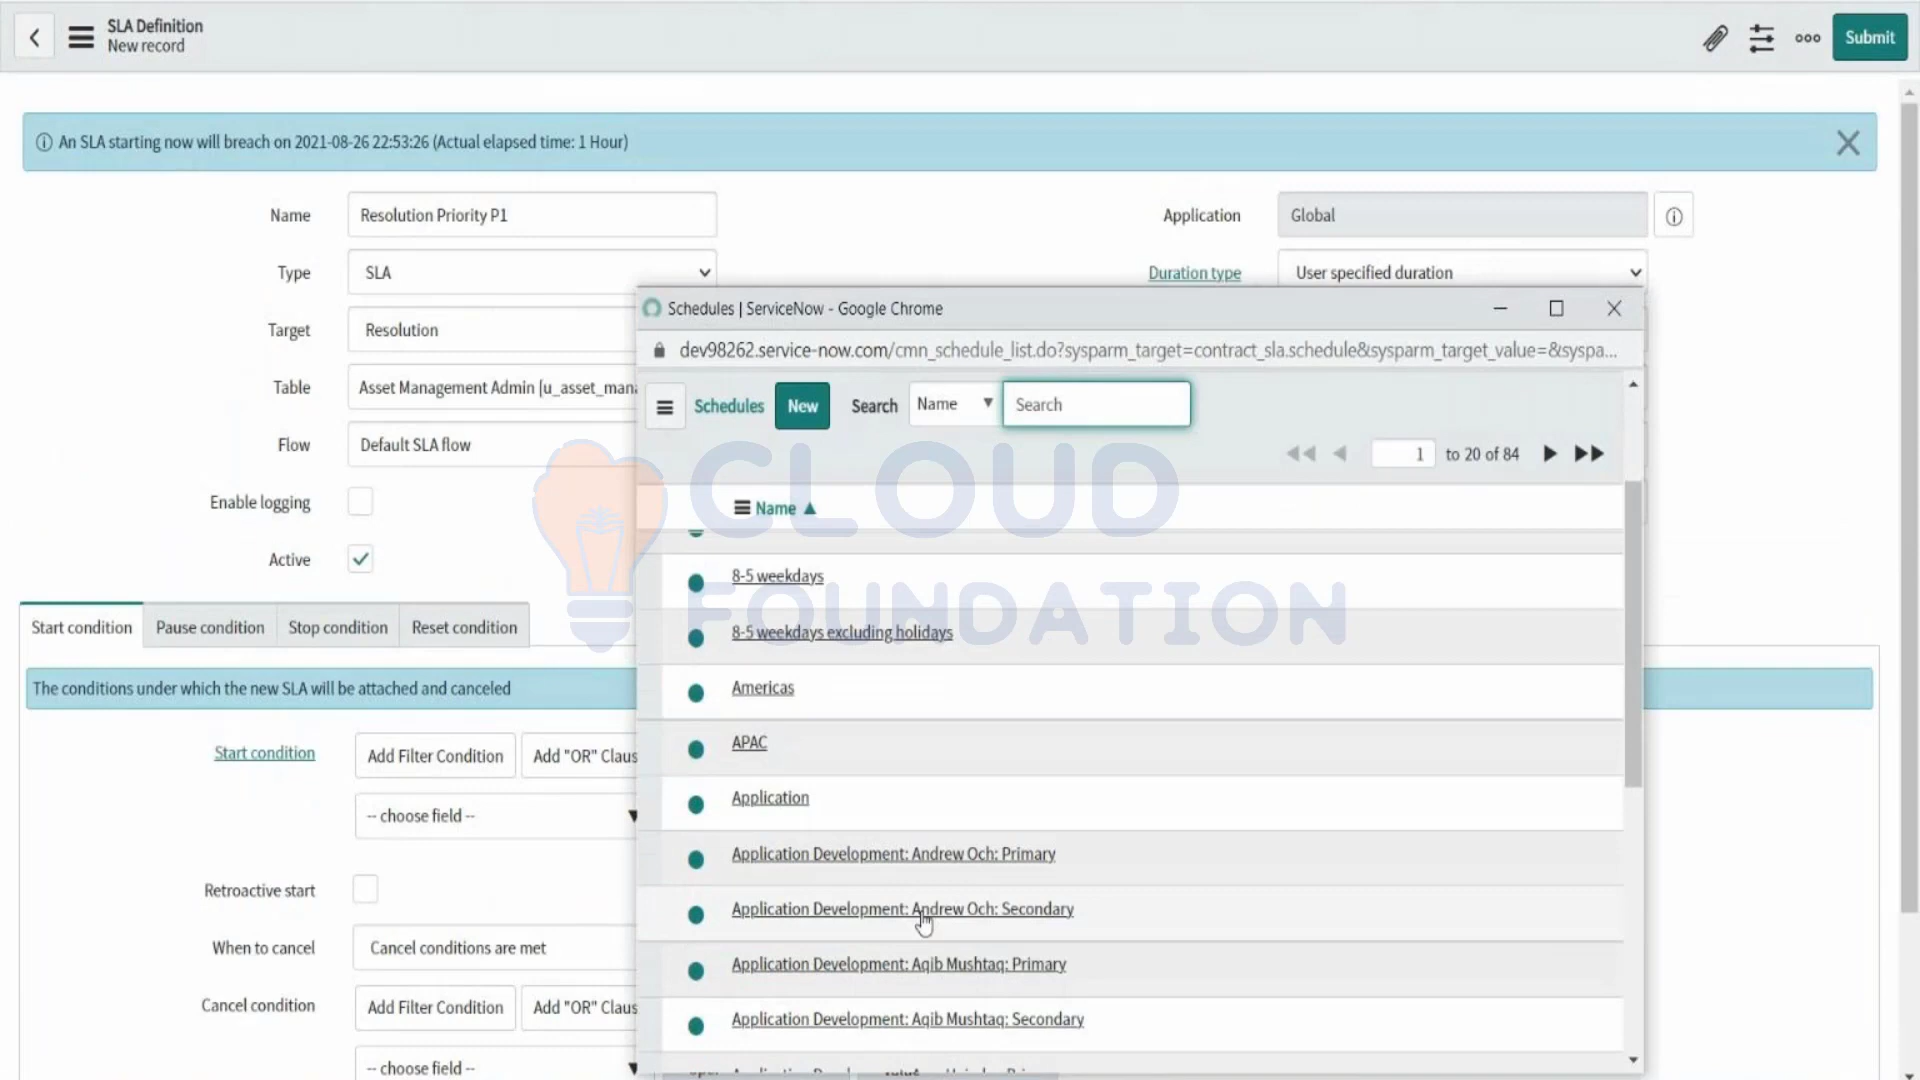 SLA Definition
New record
Submit
An SLA starting now will breach on 2021-08-26 22:53:26 (Actual elapsed time: 1 Hour)
Name
Resolution Priority P1
Application
Global
Type
SLA
Duration type
User specified duration
Target
Resolution
Table
Asset Management Admin [u_asset_mana
Flow
Default SLA flow
Enable logging
Active
Start condition
Pause condition
Stop condition
Reset condition
The conditions under which the new SLA will be attached and canceled
Start condition
Add Filter Condition
Add "OR" Claus
-- choose field --
Retroactive start
When to cancel
Cancel conditions are met
Cancel condition
Add Filter Condition
Add "OR" Claus
-- choose field --
Schedules | ServiceNow - Google Chrome
dev98262.service-now.com/cmn_schedule_list.do?sysparm_target=contract_sla.schedule&sysparm_target_value=&syspa...
Schedules
New
Search
Name
Search
1 to 20 of 84
Name
8-5 weekdays
8-5 weekdays excluding holidays
Americas
APAC
Application
Application Development: Andrew Och: Primary
Application Development: Andrew Och: Secondary
Application Development: Aqib Mushtaq: Primary
Application Development: Aqib Mushtaq: Secondary
CLOUD
FOUNDATION